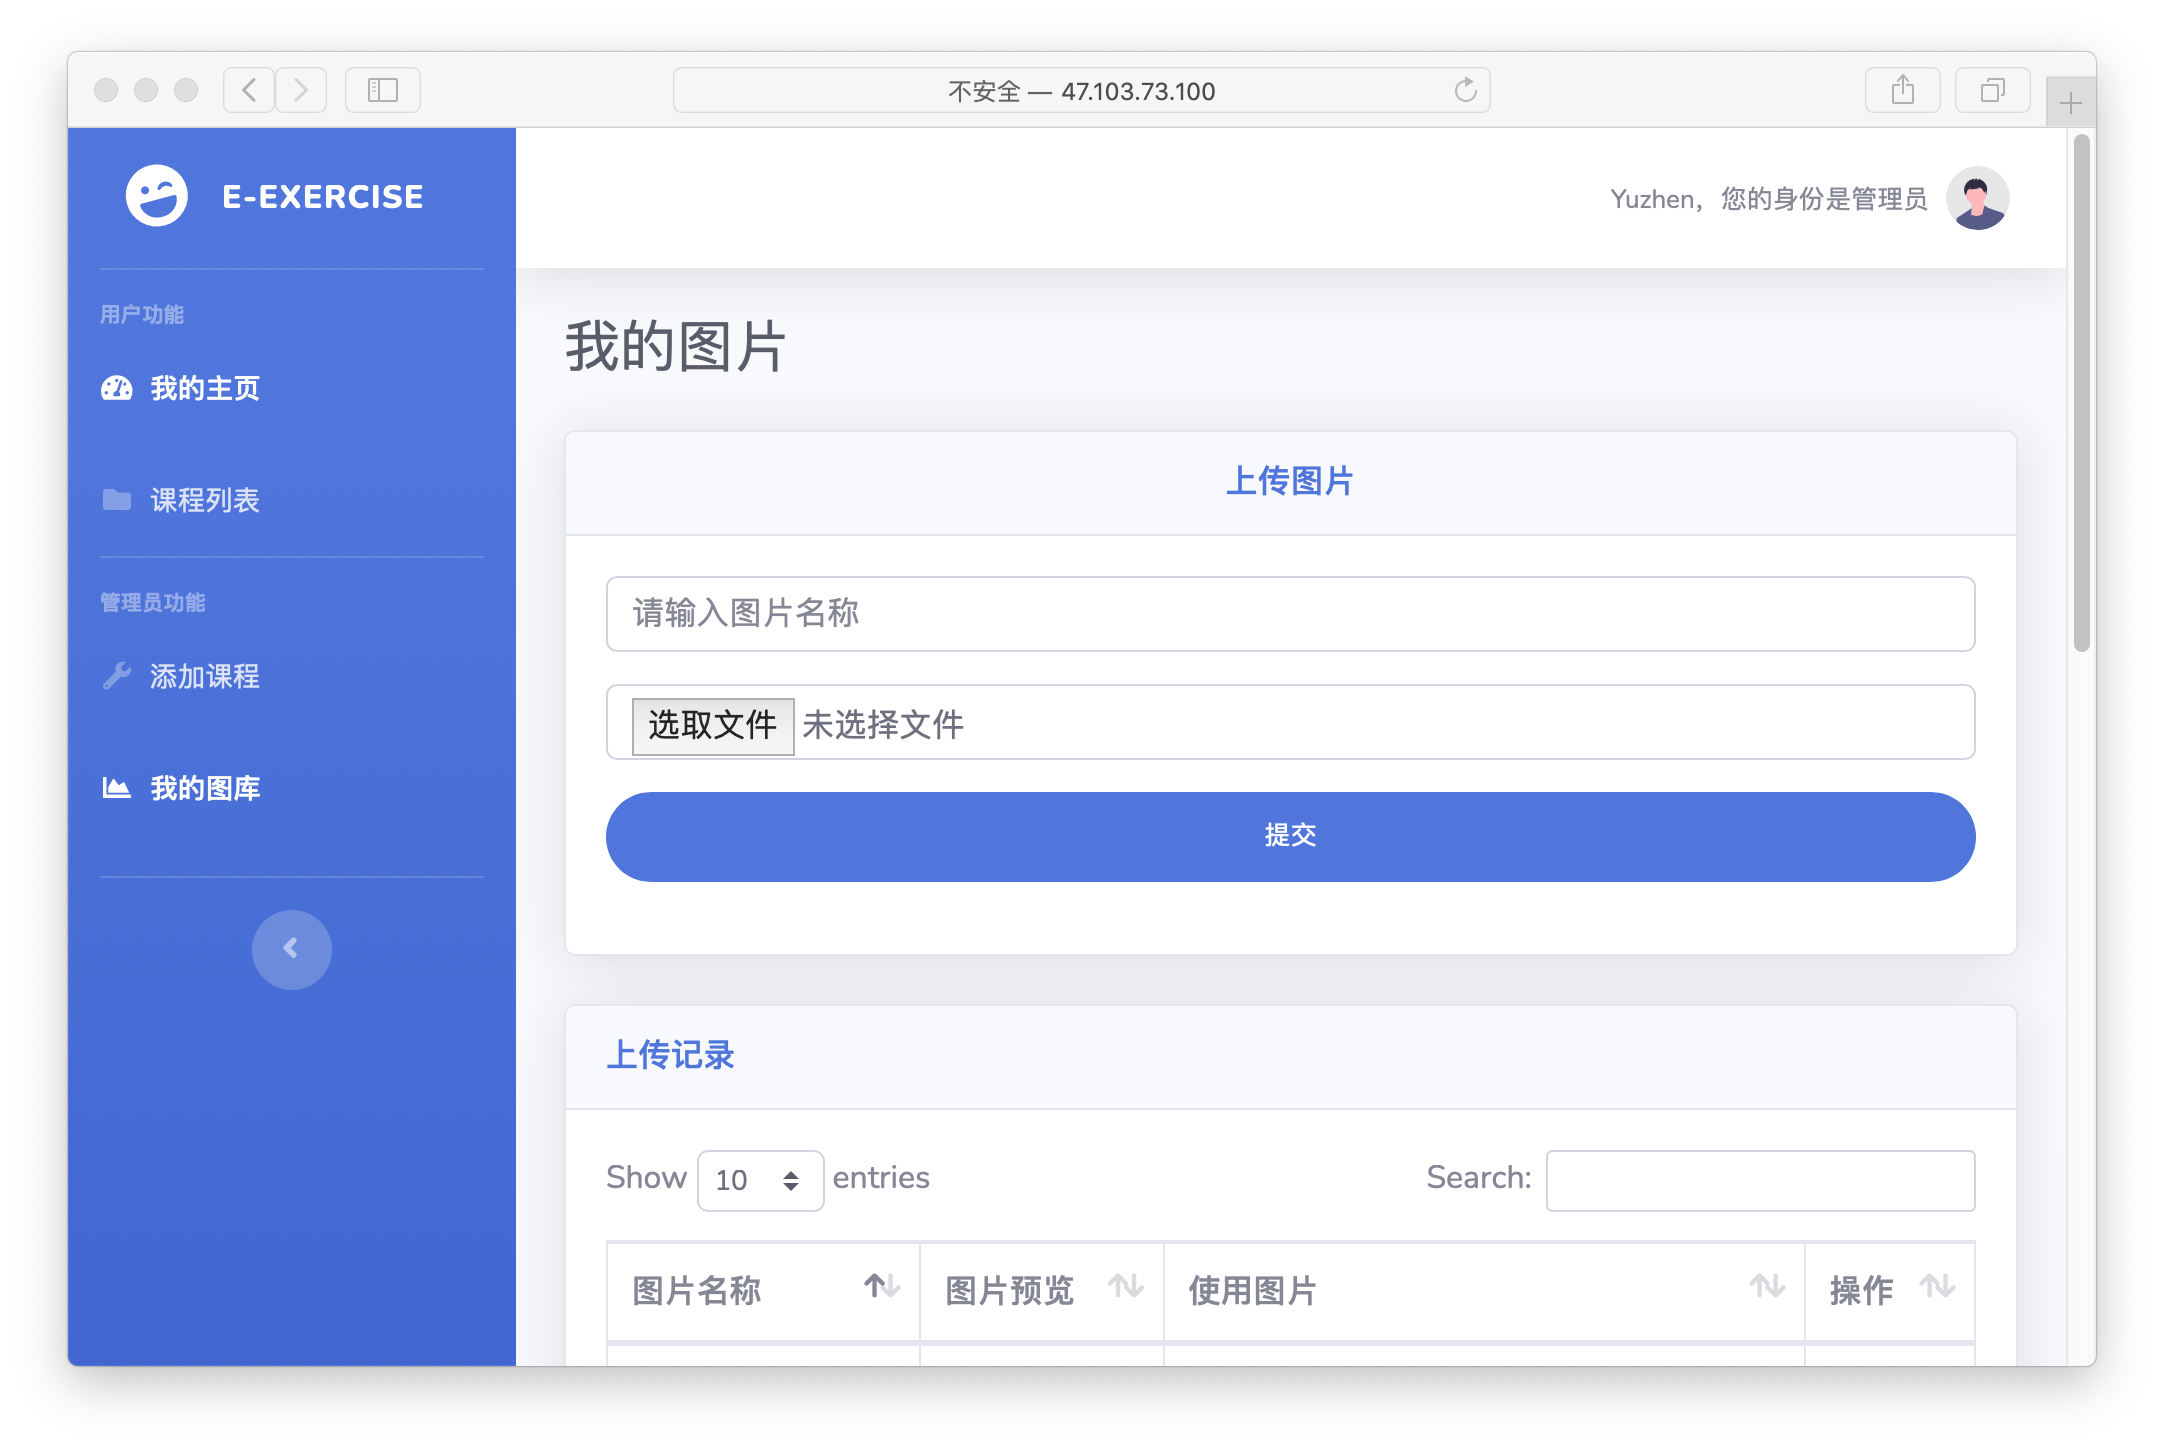 不安全 — 47.103.73.100
E-EXERCISE
Yuzhen，您的身份是管理员
用户功能
我的主页
课程列表
管理员功能
添加课程
我的图库
我的图片
上传图片
请输入图片名称
选取文件 未选择文件
提交
上传记录
Show 10 entries
Search:
图片名称 图片预览 使用图片 操作